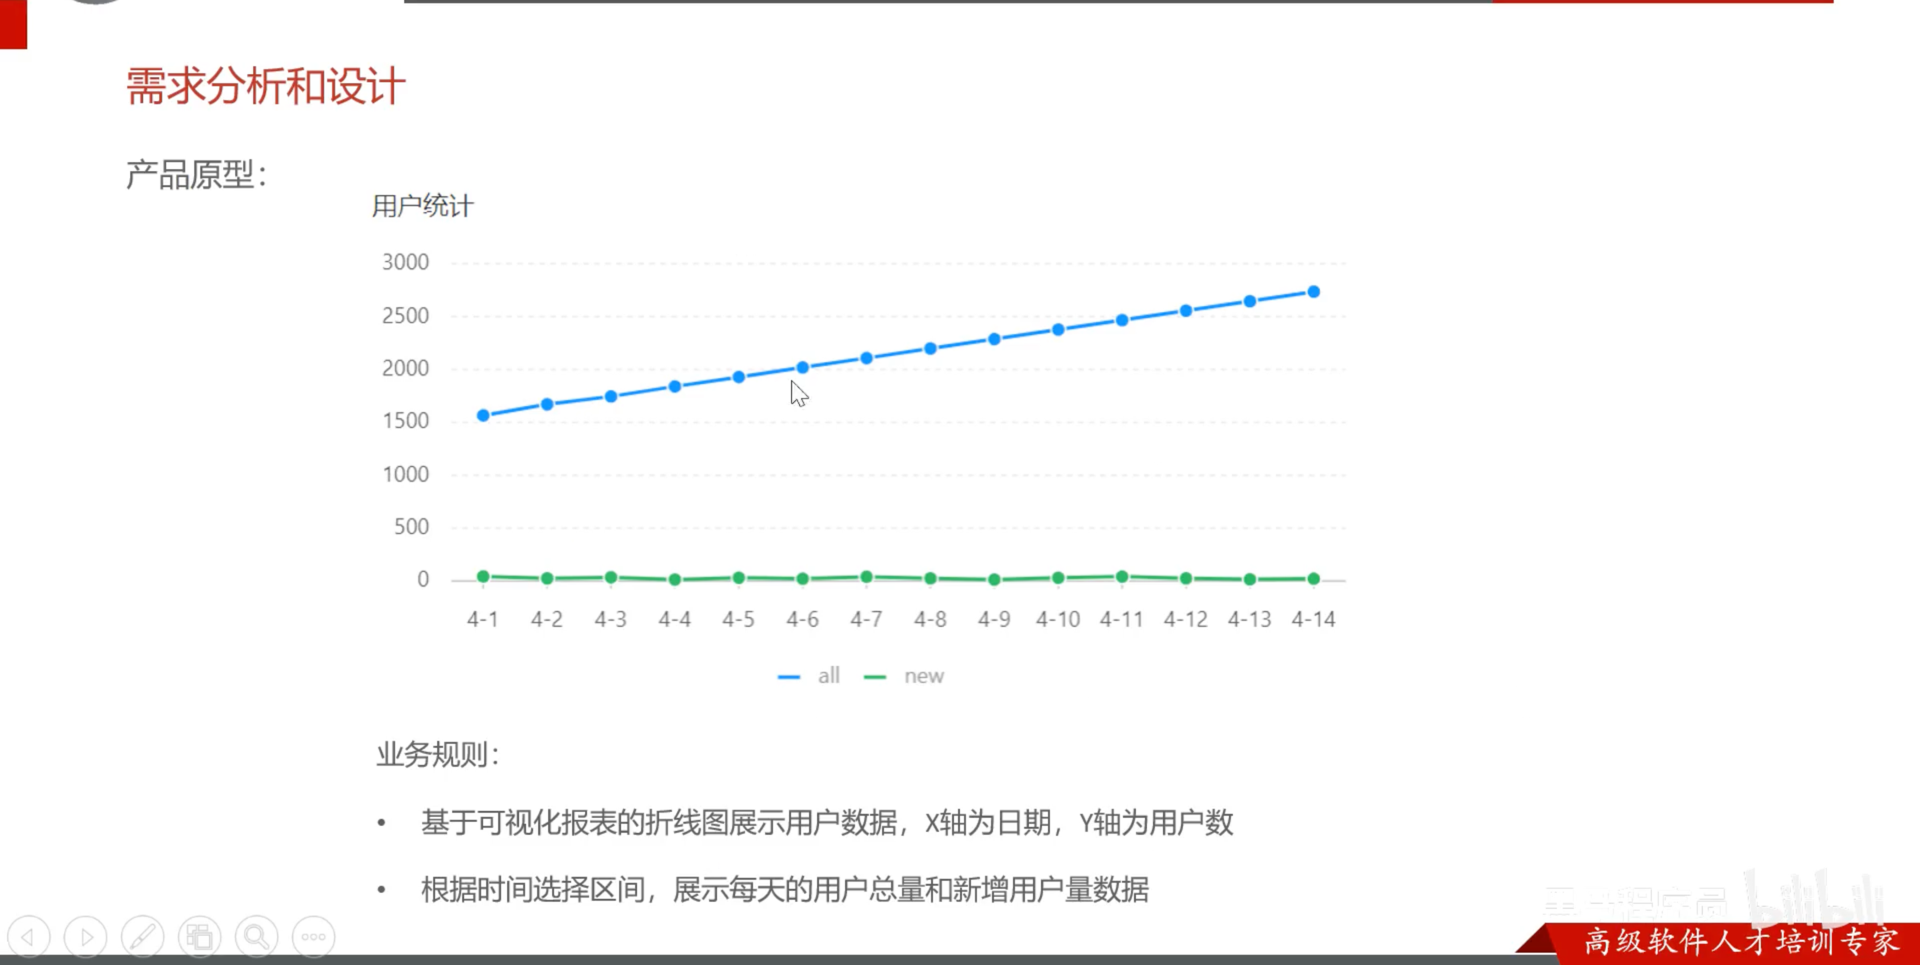 需求分析和设计
产品原型：
用户统计
3000
2500
2000
1500
1000
500
0
4-1 4-2 4-3 4-4 4-5 4-6 4-7 4-8 4-9 4-10 4-11 4-12 4-13 4-14
all new
业务规则：
• 基于可视化报表的折线图展示用户数据，X轴为日期，Y轴为用户数
• 根据时间选择区间，展示每天的用户总量和新增用户量数据
程序员 bilibili
高级软件人才培训专家